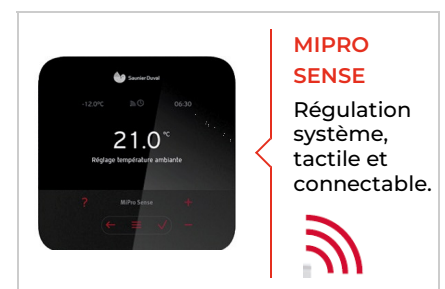 Saunier Duval
-12.0°C 06:30
21.0°C
Réglage température ambiante
? MiPro Sense +
MIPRO
SENSE
Régulation
système,
tactile et
connectable.